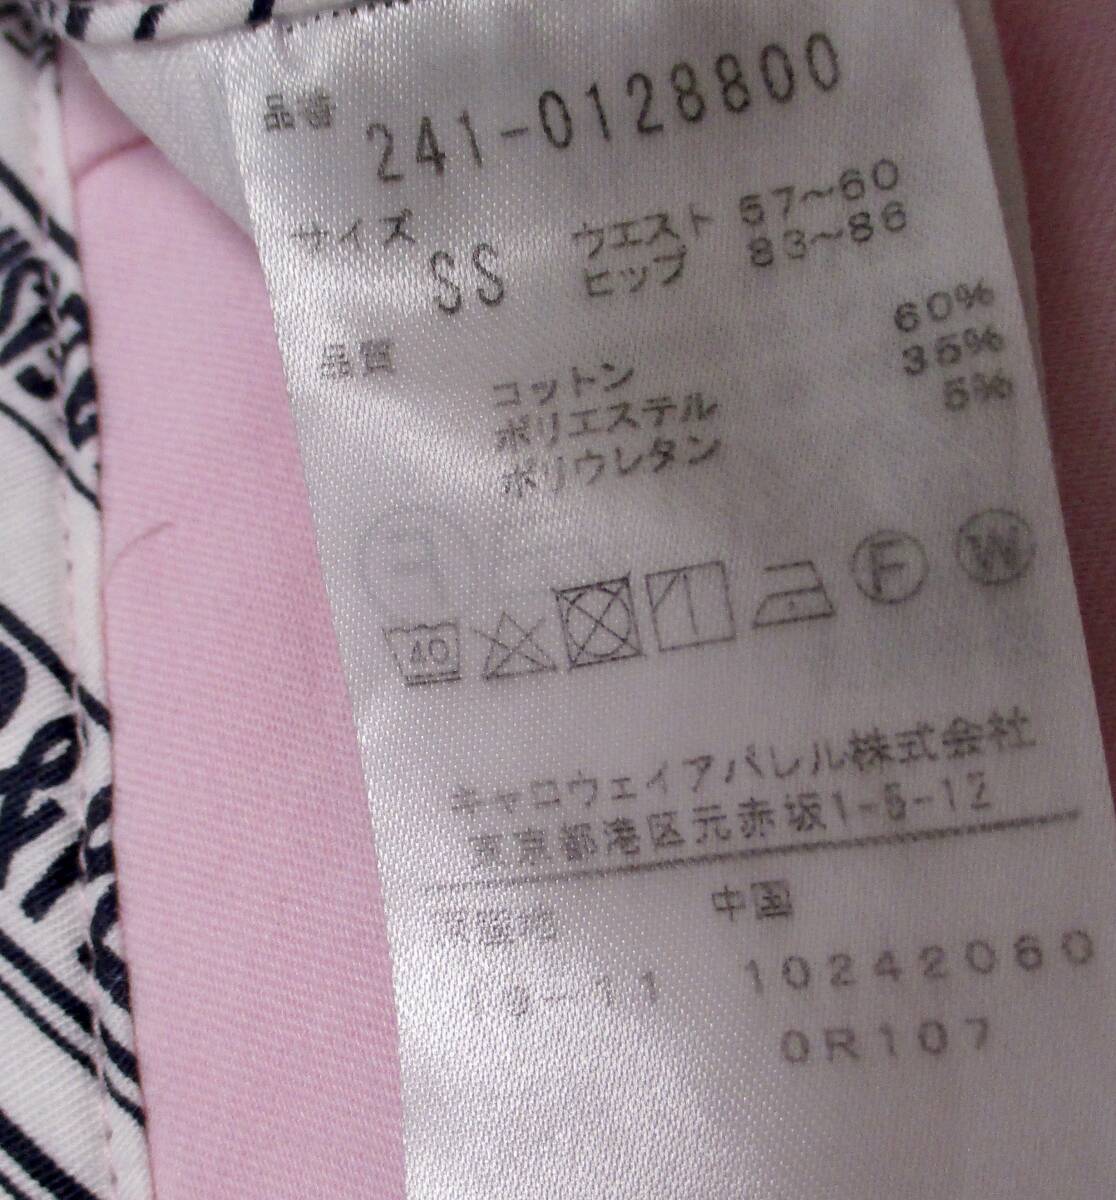 品番 241-0128800
サイズ SS ウエスト 57～60
ヒップ 83～86
品質
コットン 60%
ポリエステル 35%
ポリウレタン 5%
40 F W
キャロウェイアパレル株式会社
東京都港区元赤坂1-5-12
原産地 中国
10242060
0R107